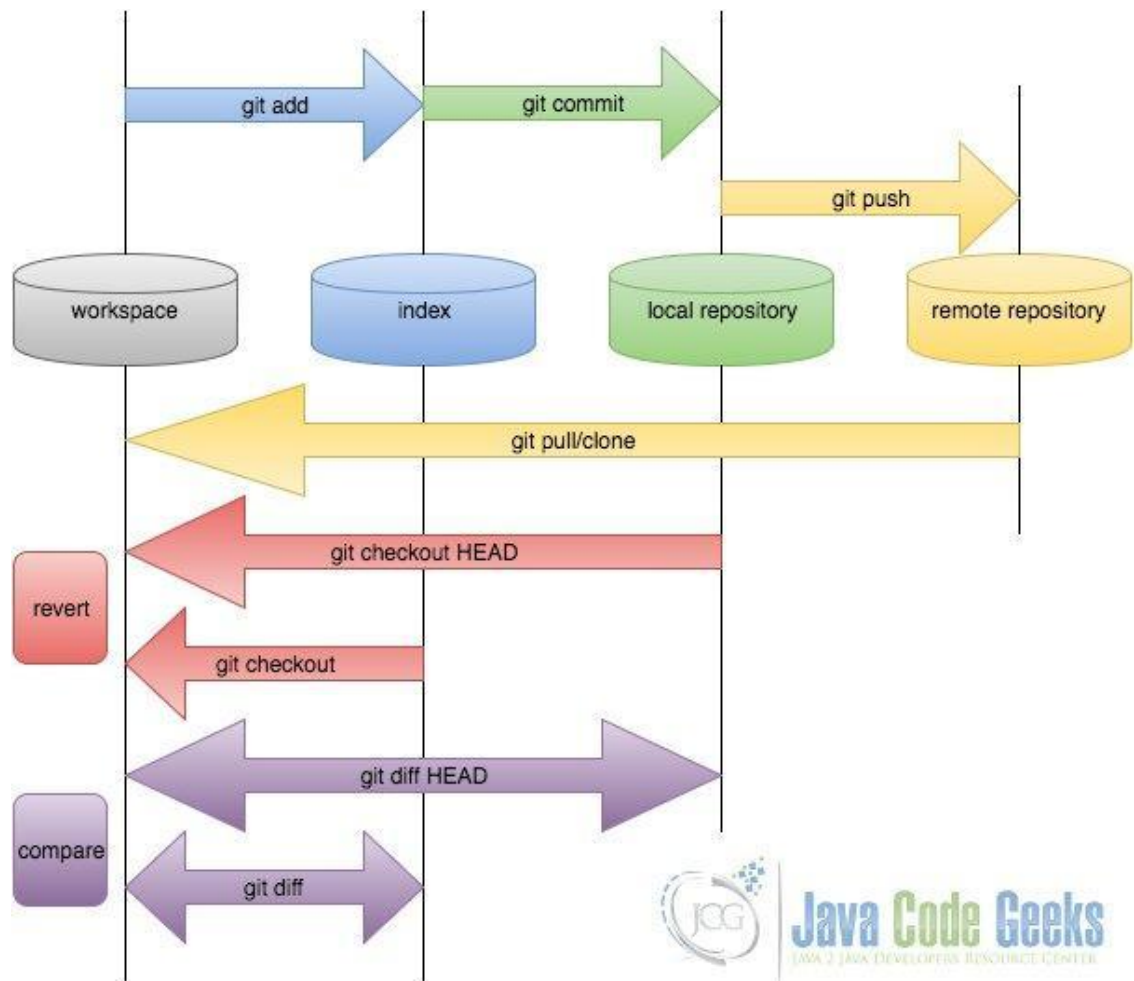 git add
git commit
git push
workspace
index
local repository
remote repository
git pull/clone
git checkout HEAD
revert
git checkout
git diff HEAD
compare
git diff
JCG
Java Code Geeks
JAVA 2 JAVA DEVELOPERS RESOURCE CENTER